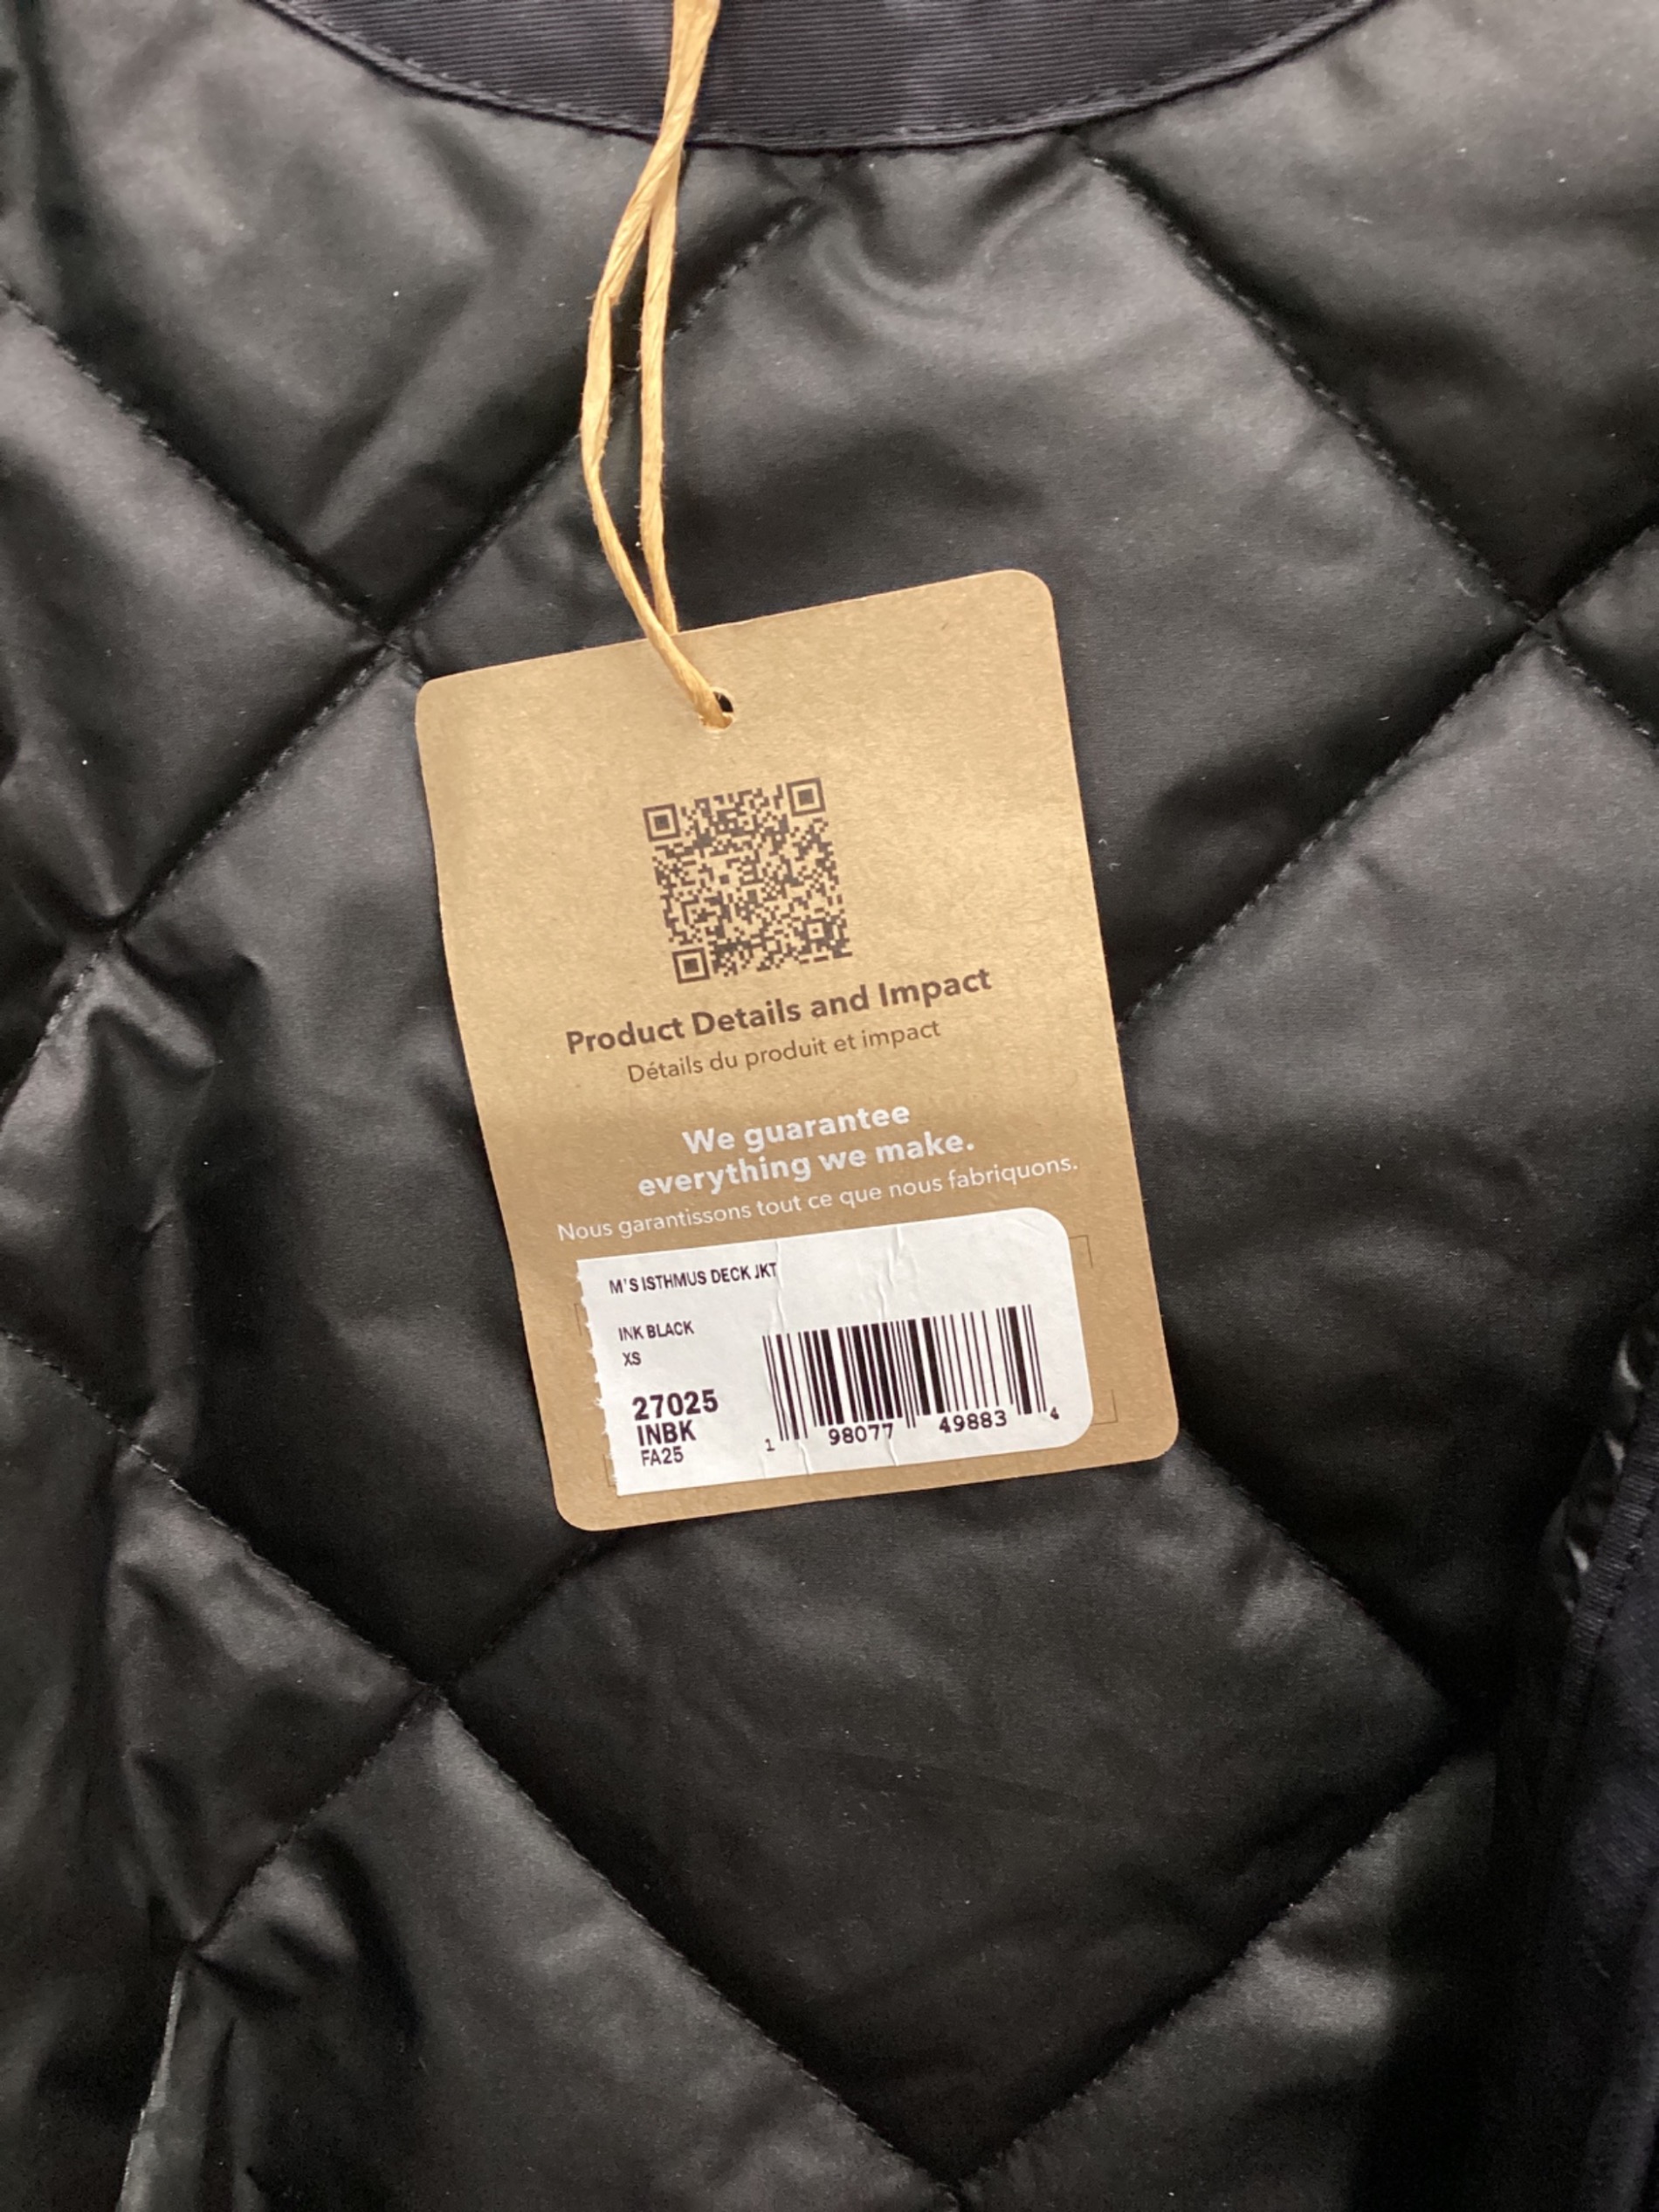 Product Details and Impact
Détails du produit et impact
We guarantee
everything we make.
Nous garantissons tout ce que nous fabriquons.
M'S ISTHMUS DECK JKT
INK BLACK
XS
27025
INBK
FA25
1 98077 49883 4